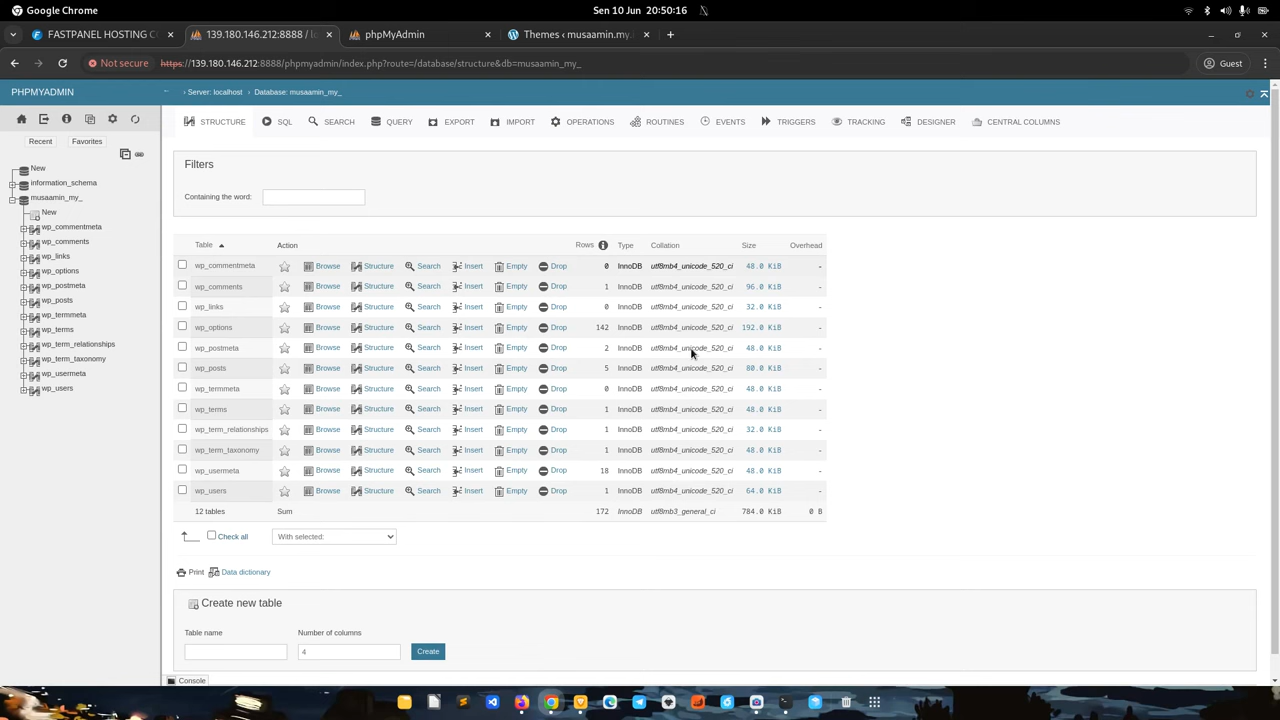 Google Chrome
Sen 10 Jun 20:50:16
FASTPANEL HOSTING C
139.180.146.212:8888 / lo
phpMyAdmin
Themes ‹ musaamin.my.
Not secure
https://139.180.146.212:8888/phpmyadmin/index.php?route=/database/structure&db=musaamin_my_
Guest
PHPMYADMIN
› Server: localhost › Database: musaamin_my_
STRUCTURE SQL SEARCH QUERY EXPORT IMPORT OPERATIONS ROUTINES EVENTS TRIGGERS TRACKING DESIGNER CENTRAL COLUMNS
Recent Favorites
New
information_schema
musaamin_my_
New
wp_commentmeta
wp_comments
wp_links
wp_options
wp_postmeta
wp_posts
wp_termmeta
wp_terms
wp_term_relationships
wp_term_taxonomy
wp_usermeta
wp_users
Filters
Containing the word:
Table Action Rows Type Collation Size Overhead
wp_commentmeta Browse Structure Search Insert Empty Drop 0 InnoDB utf8mb4_unicode_520_ci 48.0 KiB -
wp_comments Browse Structure Search Insert Empty Drop 1 InnoDB utf8mb4_unicode_520_ci 96.0 KiB -
wp_links Browse Structure Search Insert Empty Drop 0 InnoDB utf8mb4_unicode_520_ci 32.0 KiB -
wp_options Browse Structure Search Insert Empty Drop 142 InnoDB utf8mb4_unicode_520_ci 192.0 KiB -
wp_postmeta Browse Structure Search Insert Empty Drop 2 InnoDB utf8mb4_unicode_520_ci 48.0 KiB -
wp_posts Browse Structure Search Insert Empty Drop 5 InnoDB utf8mb4_unicode_520_ci 80.0 KiB -
wp_termmeta Browse Structure Search Insert Empty Drop 0 InnoDB utf8mb4_unicode_520_ci 48.0 KiB -
wp_terms Browse Structure Search Insert Empty Drop 1 InnoDB utf8mb4_unicode_520_ci 48.0 KiB -
wp_term_relationships Browse Structure Search Insert Empty Drop 1 InnoDB utf8mb4_unicode_520_ci 32.0 KiB -
wp_term_taxonomy Browse Structure Search Insert Empty Drop 1 InnoDB utf8mb4_unicode_520_ci 48.0 KiB -
wp_usermeta Browse Structure Search Insert Empty Drop 18 InnoDB utf8mb4_unicode_520_ci 48.0 KiB -
wp_users Browse Structure Search Insert Empty Drop 1 InnoDB utf8mb4_unicode_520_ci 64.0 KiB -
12 tables Sum 172 InnoDB utf8mb3_general_ci 784.0 KiB 0 B
Check all With selected:
Print Data dictionary
Create new table
Table name Number of columns
4 Create
Console